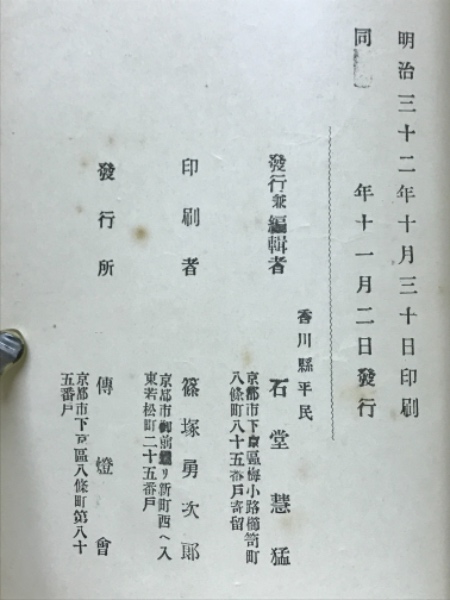 明治三十二年十月三十日印刷
同 年十一月二日發行
香川縣平民
發行兼編輯者 石堂慧猛
京都市下京區梅小路櫛笥町
八條町八十五番戶寄留
印刷者 篠塚勇次郎
京都市御前通リ新町西へ入
東若松町二十五番戶
發行所 傳燈會
京都市下京區八條町第八十
五番戶